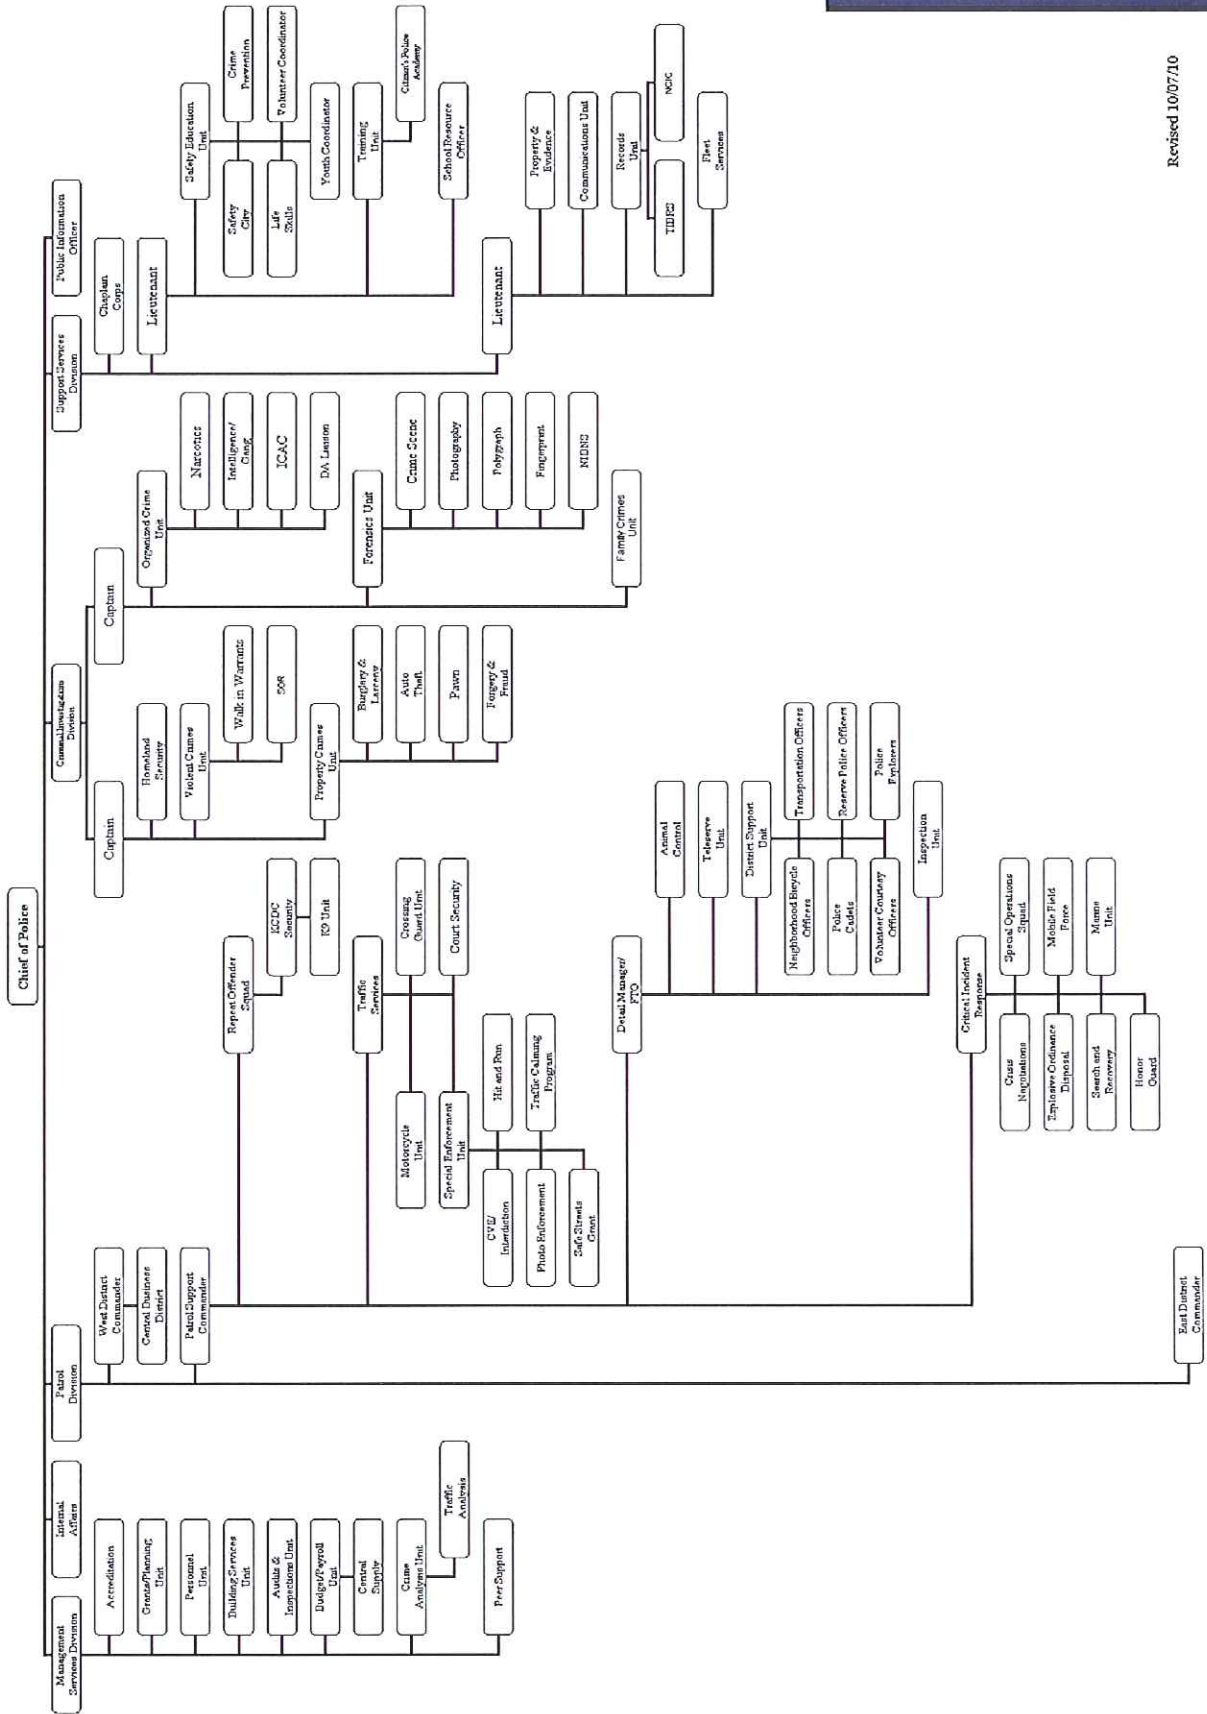 Chief of Police
Management
Services Division
Accreditation
Grants/Planning
Unit
Personnel
Unit
Building Services
Unit
Audits &
Inspections Unit
Budget/Payroll
Unit
Central
Supply
Crime
Analysis Unit
Traffic
Analysis
Peer Support
Internal
Affairs
Patrol
Division
West District
Commander
Central Business
District
Patrol Support
Commander
Repeat Offender
Squad
KCDC
Security
K9 Unit
Traffic
Services
Motorcycle
Unit
Crossing
Guard Unit
Special Enforcement
Unit
Court Security
CVE/
Interdiction
Hit and Run
Photo Enforcement
Traffic Calming
Program
Safe Streets
Grant
Detail Manager/
FTO
Animal
Control
Teleserve
Unit
District Support
Unit
Neighborhood Bicycle
Officers
Transportation Officers
Police
Cadets
Reserve Police Officers
Volunteer Courtesy
Officers
Police
Explorers
Inspection
Unit
Critical Incident
Response
Crisis
Negotiations
Special Operations
Squad
Explosive Ordinance
Disposal
Mobile Field
Force
Search and
Recovery
Marine
Unit
Honor
Guard
East District
Commander
Criminal Investigations
Division
Captain
Homeland
Security
Violent Crimes
Unit
Walk in Warrants
SOR
Property Crimes
Unit
Burglary &
Larceny
Auto
Theft
Pawn
Forgery &
Fraud
Captain
Organized Crime
Unit
Narcotics
Intelligence/
Gang
ICAC
DA Liaison
Forensics Unit
Crime Scene
Photography
Polygraph
Fingerprint
NIBNS
Family Crimes
Unit
Support Services
Division
Chaplain
Corps
Lieutenant
Safety Education
Unit
Safety
City
Crime
Prevention
Life
Skills
Volunteer Coordinator
Youth Coordinator
Training
Unit
Citizen's Police
Academy
School Resource
Officer
Lieutenant
Property &
Evidence
Communications Unit
Records
Unit
TIBRS
NCIC
Fleet
Services
Public Information
Officer
Revised 10/07/10